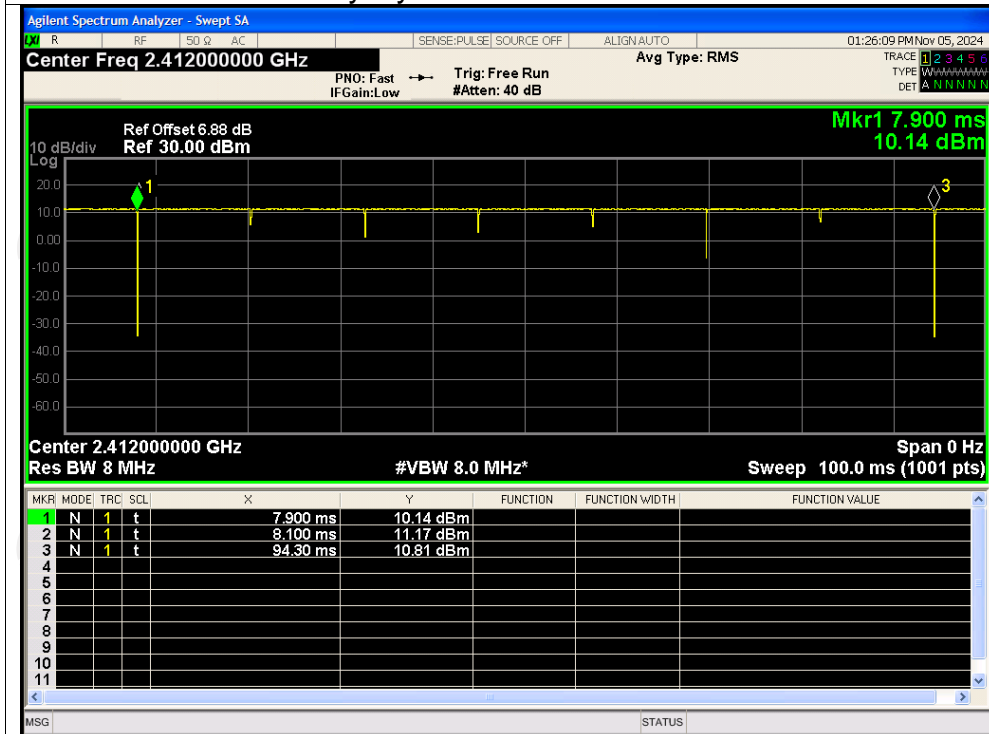 Agilent Spectrum Analyzer - Swept SA
LXI R RF 50 Ω AC SENSE:PULSE SOURCE OFF ALIGN AUTO 01:26:09 PM Nov 05, 2024
Center Freq 2.412000000 GHz Avg Type: RMS TRACE 1 2 3 4 5 6
PNO: Fast Trig: Free Run TYPE WWWWWW
IFGain:Low #Atten: 40 dB DET A N N N N N
Mkr1 7.900 ms
Ref Offset 6.88 dB
10 dB/div Ref 30.00 dBm 10.14 dBm
Log
20.0
1
3
10.0
0.00
-10.0
-20.0
-30.0
-40.0
-50.0
-60.0
Center 2.412000000 GHz Span 0 Hz
Res BW 8 MHz #VBW 8.0 MHz* Sweep 100.0 ms (1001 pts)
MKR MODE TRC SCL X Y FUNCTION FUNCTION WIDTH FUNCTION VALUE
1 N 1 t 7.900 ms 10.14 dBm
2 N 1 t 8.100 ms 11.17 dBm
3 N 1 t 94.30 ms 10.81 dBm
4
5
6
7
8
9
10
11
MSG STATUS